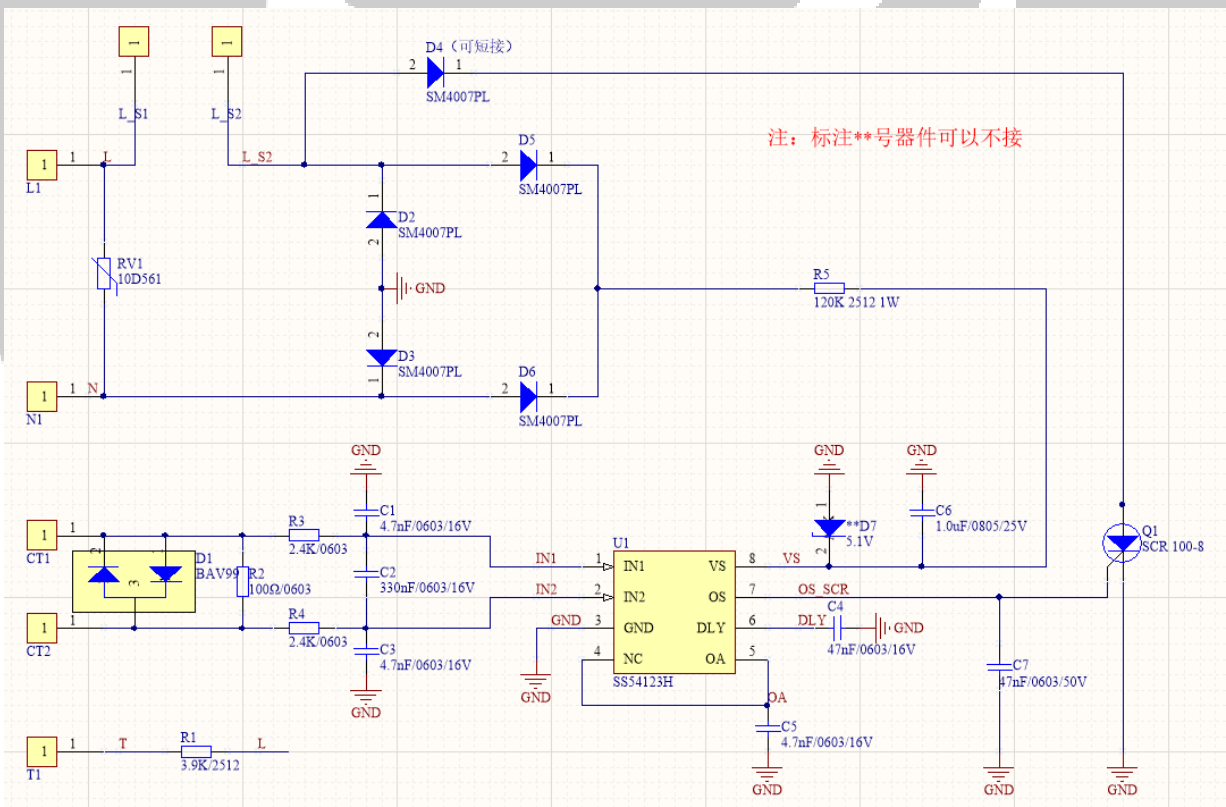 1
1
1
1
L_S1
L_S2
D4（可短接）
2
1
SM4007PL
注：标注**号器件可以不接
1
1
L
L1
L_S2
D5
2
1
SM4007PL
1
D2
SM4007PL
2
RV1
10D561
GND
R5
120K 2512 1W
2
D3
SM4007PL
1
1
1
N
N1
D6
2
1
SM4007PL
GND
GND
GND
1
1
CT1
2
1
3
D1
BAV99
R2
100Ω/0603
R3
2.4K/0603
C1
4.7nF/0603/16V
C2
330nF/0603/16V
1
1
CT2
R4
2.4K/0603
C3
4.7nF/0603/16V
GND
1
**D7
5.1V
2
C6
1.0uF/0805/25V
Q1
SCR 100-8
U1
IN1
1
IN1
VS
8
VS
IN2
2
IN2
OS
7
OS_SCR
GND
3
GND
DLY
6
DLY
C4
GND
47nF/0603/16V
4
NC
OA
5
SS54123H
GND
OA
C5
4.7nF/0603/16V
GND
C7
47nF/0603/50V
GND
GND
1
1
T
R1
L
3.9K/2512
T1